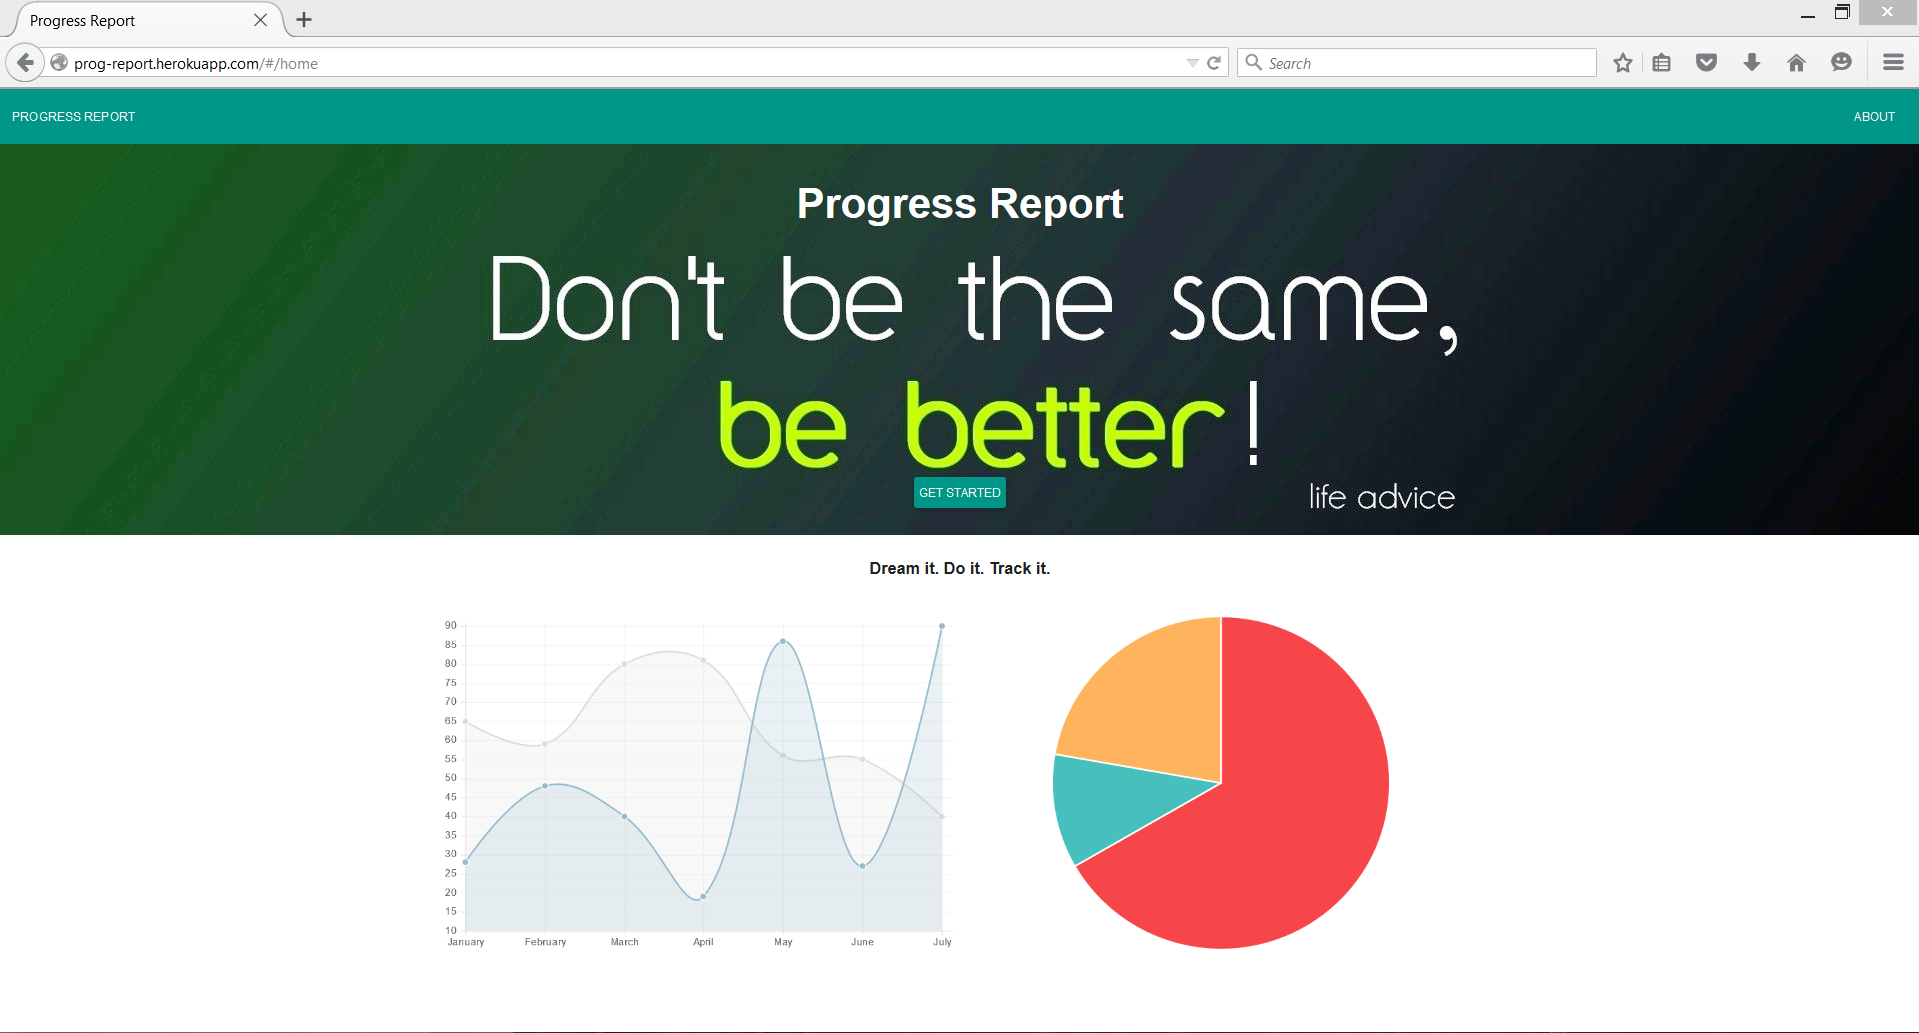 Progress Report
prog-report.herokuapp.com/#/home
Search
PROGRESS REPORT
ABOUT
Progress Report
Don't be the same,
be better!
GET STARTED
life advice
Dream it. Do it. Track it.
90
85
80
75
70
65
60
55
50
45
40
35
30
25
20
15
10
January February March April May June July